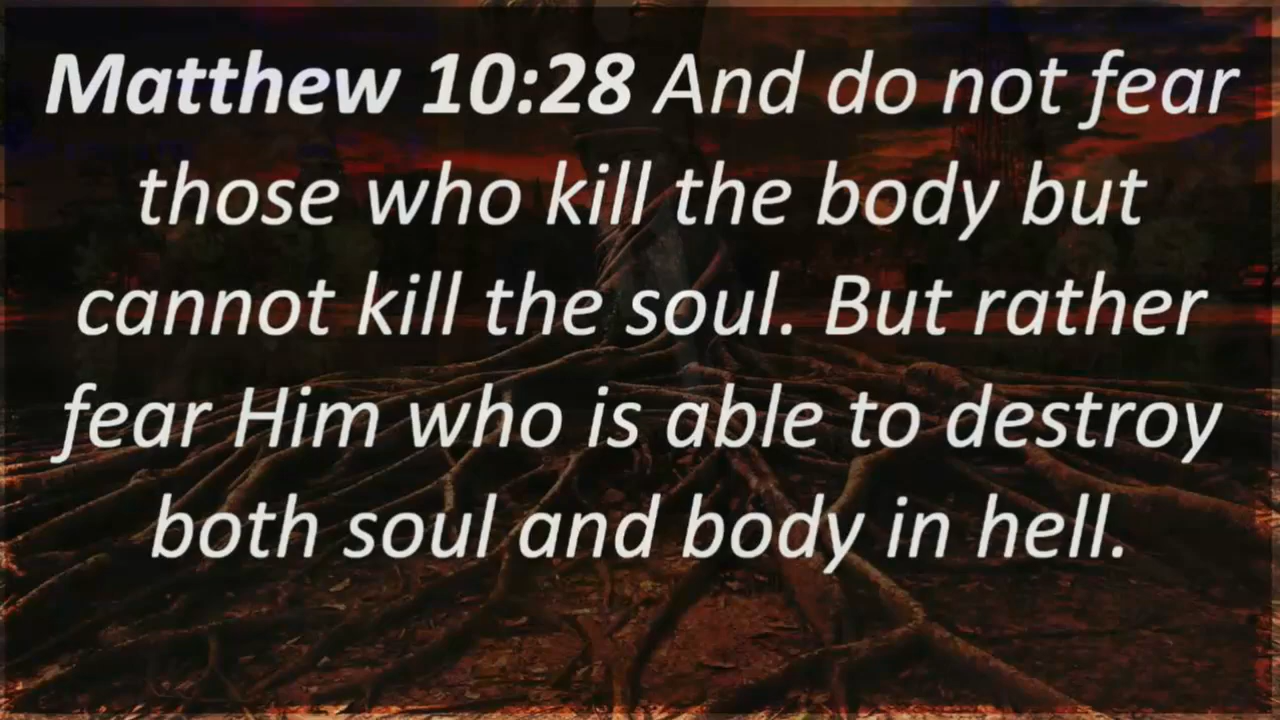 Matthew 10:28 And do not fear
those who kill the body but
cannot kill the soul. But rather
fear Him who is able to destroy
both soul and body in hell.